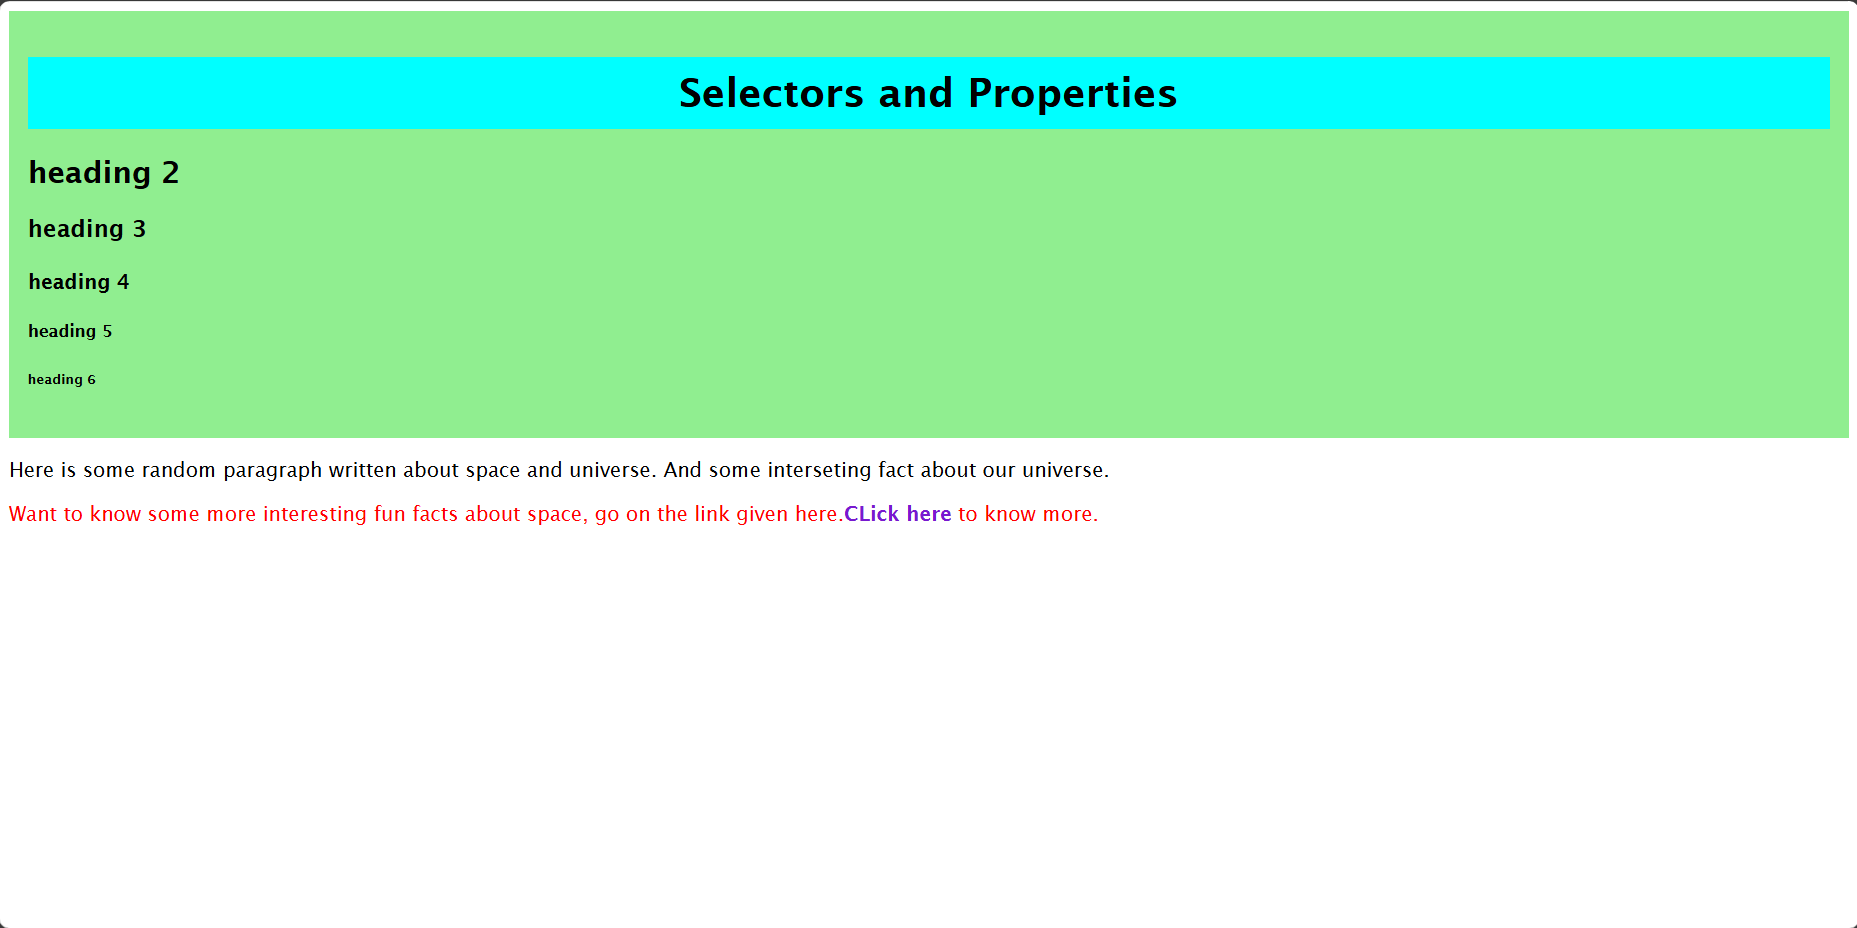 Selectors and Properties
heading 2
heading 3
heading 4
heading 5
heading 6
Here is some random paragraph written about space and universe. And some interseting fact about our universe.
Want to know some more interesting fun facts about space, go on the link given here.CLick here to know more.